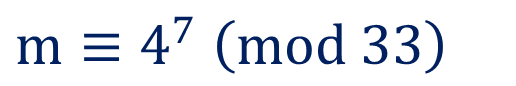 m ≡ 4⁷ (mod 33)